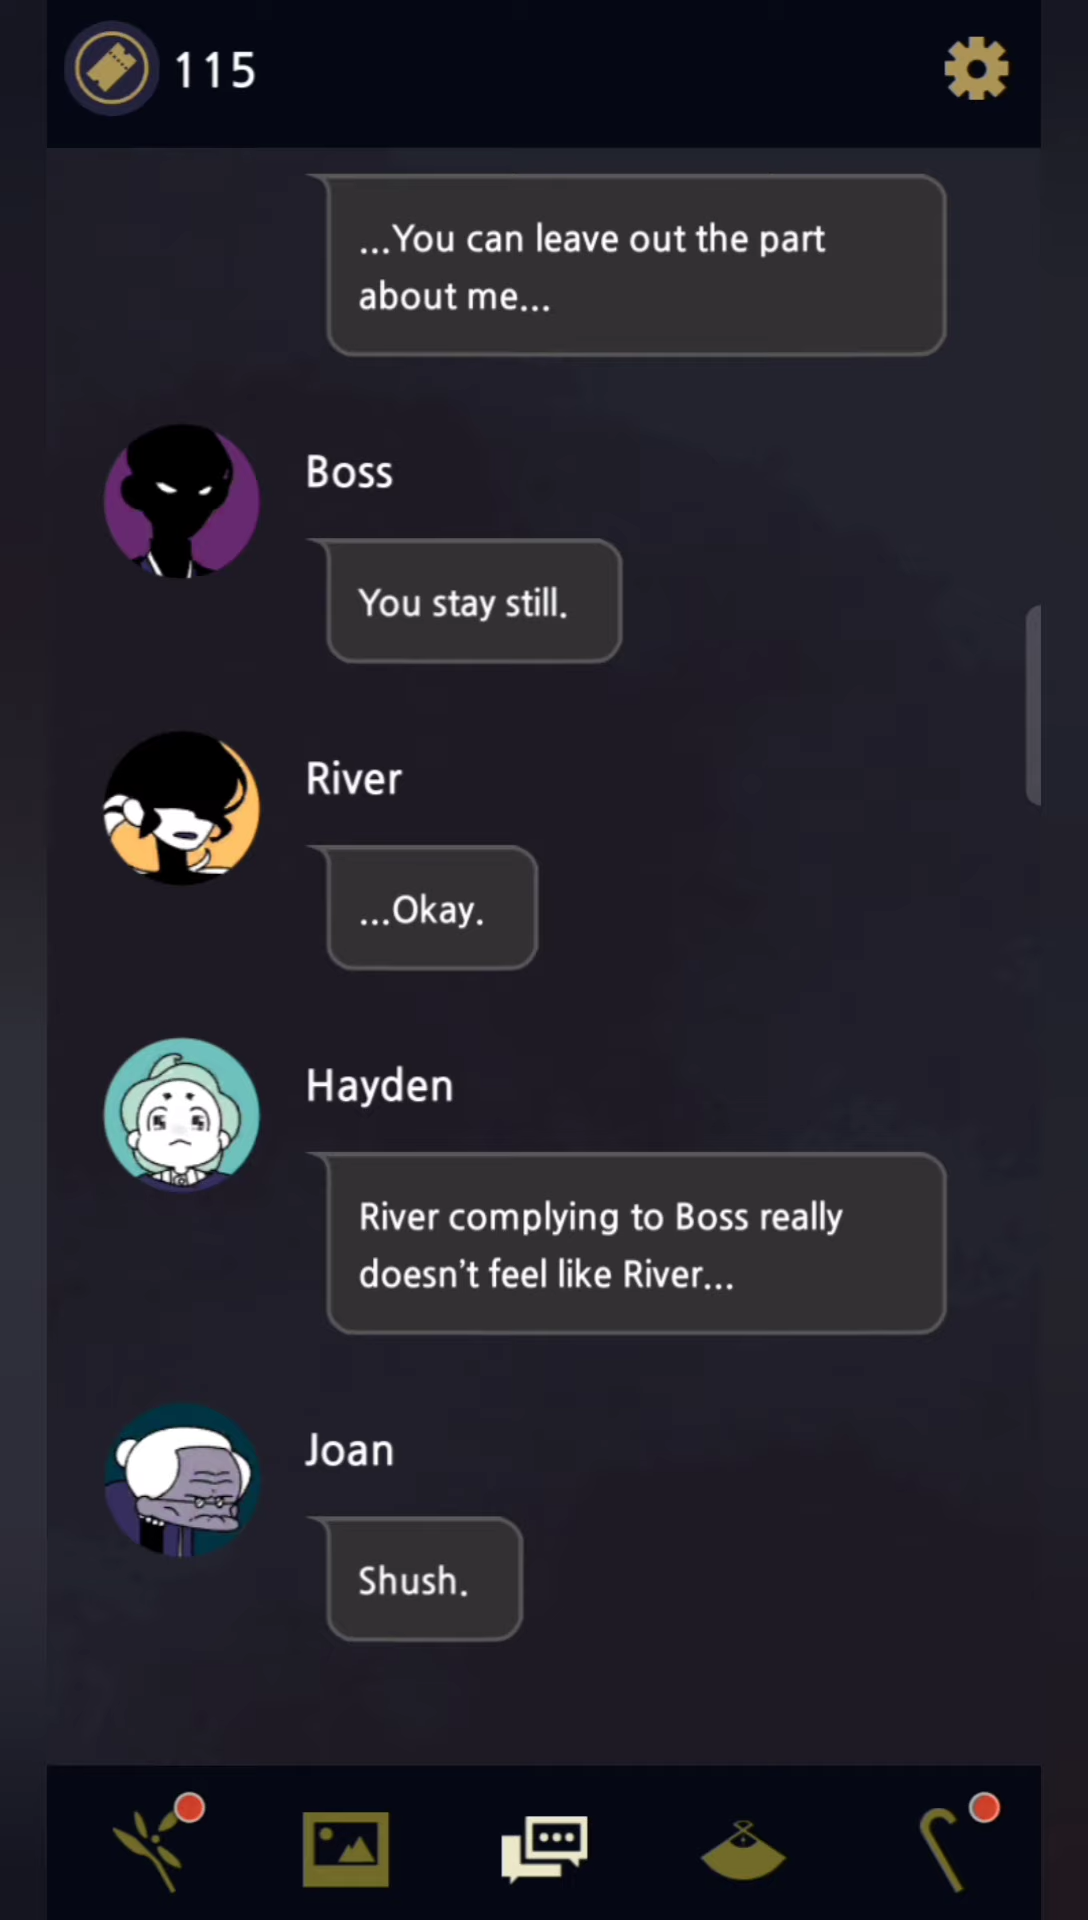 115
...You can leave out the part
about me...
Boss
You stay still.
River
...Okay.
Hayden
River complying to Boss really
doesn’t feel like River...
Joan
Shush.